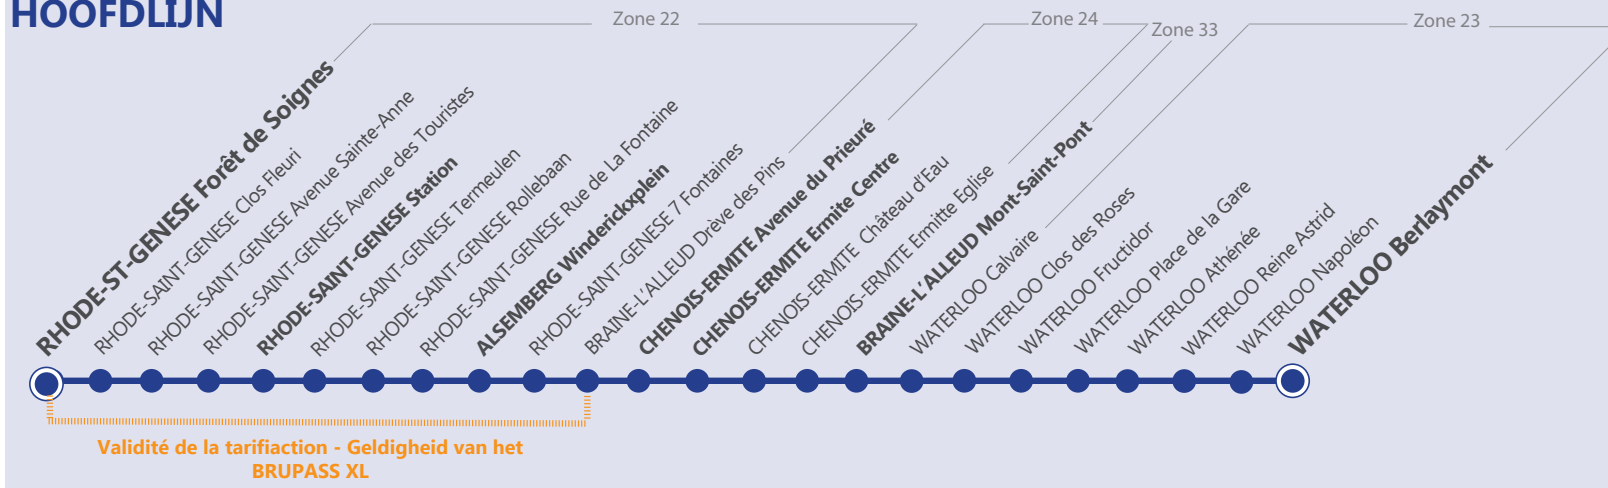 HOOFDLIJN
Zone 22
Zone 24
Zone 33
Zone 23
RHODE-ST-GENESE Forêt de Soignes
RHODE-SAINT-GENESE Clos Fleuri
RHODE-SAINT-GENESE Avenue Sainte-Anne
RHODE-SAINT-GENESE Avenue des Touristes
RHODE-SAINT-GENESE Station
RHODE-SAINT-GENESE Termeulen
RHODE-SAINT-GENESE Rollebaan
RHODE-SAINT-GENESE Rue de La Fontaine
ALSEMBERG Winderickxplein
RHODE-SAINT-GENESE 7 Fontaines
BRAINE-L'ALLEUD Drève des Pins
CHENOIS-ERMITE Avenue du Prieuré
CHENOIS-ERMITE Ermite Centre
CHENOIS-ERMITE Château d'Eau
CHENOIS-ERMITE Ermitte Eglise
BRAINE-L'ALLEUD Mont-Saint-Pont
WATERLOO Calvaire
WATERLOO Clos des Roses
WATERLOO Fructidor
WATERLOO Place de la Gare
WATERLOO Athénée
WATERLOO Reine Astrid
WATERLOO Napoléon
WATERLOO Berlaymont
Validité de la tarifiaction - Geldigheid van het
BRUPASS XL